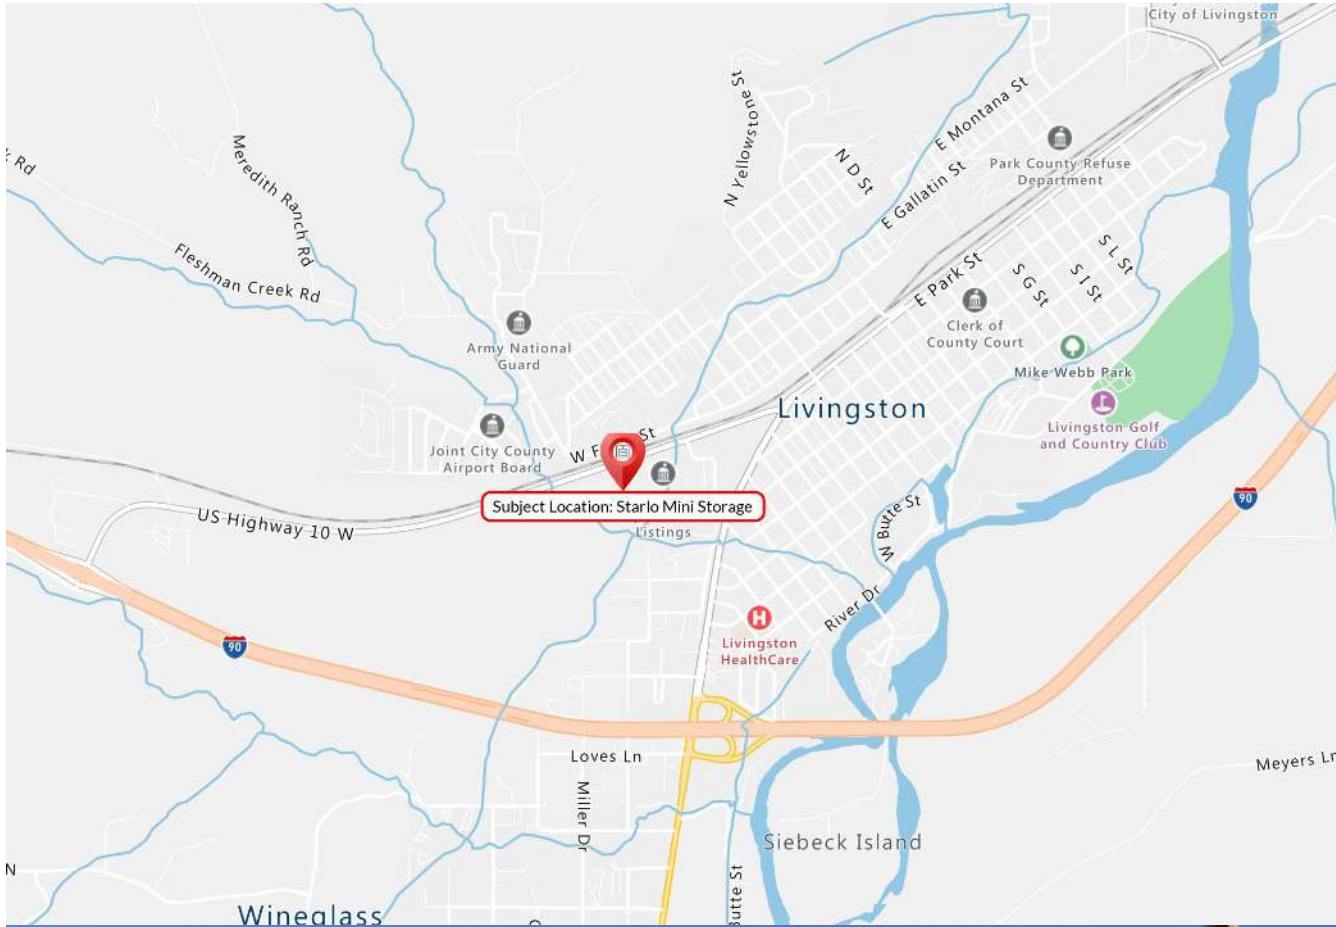 City of Livingston
E Montana St
N Yellowstone St
Park County Refuse
Department
N D St
E Gallatin St
Rd
Meredith Ranch Rd
Fleshman Creek Rd
S L St
S I St
S G St
E Park St
Clerk of
County Court
Army National
Guard
Mike Webb Park
Livingston
Livingston Golf
and Country Club
W F St
Joint City County
Airport Board
Subject Location: Starlo Mini Storage
90
US Highway 10 W
Listings
W Butte St
River Dr
Livingston
HealthCare
90
Loves Ln
Meyers Ln
Miller Dr
Siebeck Island
N
Butte St
Wineglass